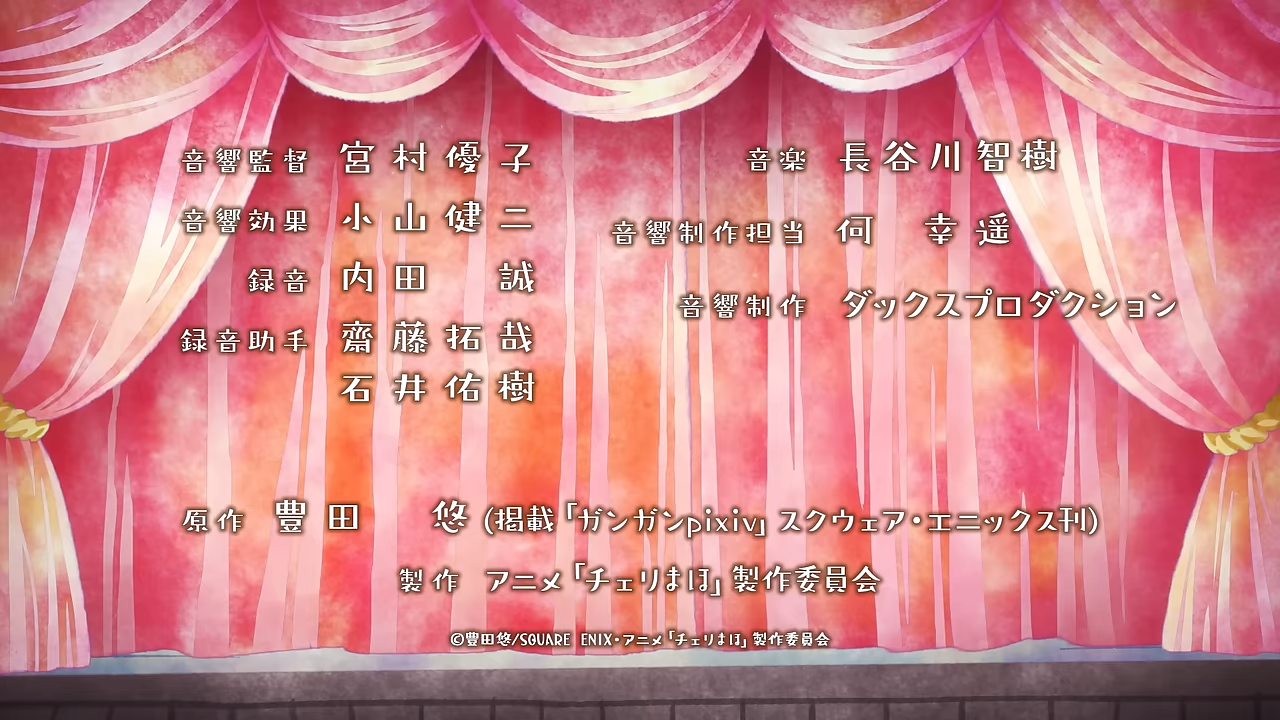 音響監督 宮村優子
音響効果 小山健二
録音 内田 誠
録音助手 齋藤拓哉
石井佑樹
音楽 長谷川智樹
音響制作担当 何 幸遥
音響制作 ダックスプロダクション
原作 豊田 悠 (掲載「ガンガンpixiv」スクウェア・エニックス刊)
製作 アニメ「チェリまほ」製作委員会
©豊田悠/SQUARE ENIX・アニメ「チェリまほ」製作委員会